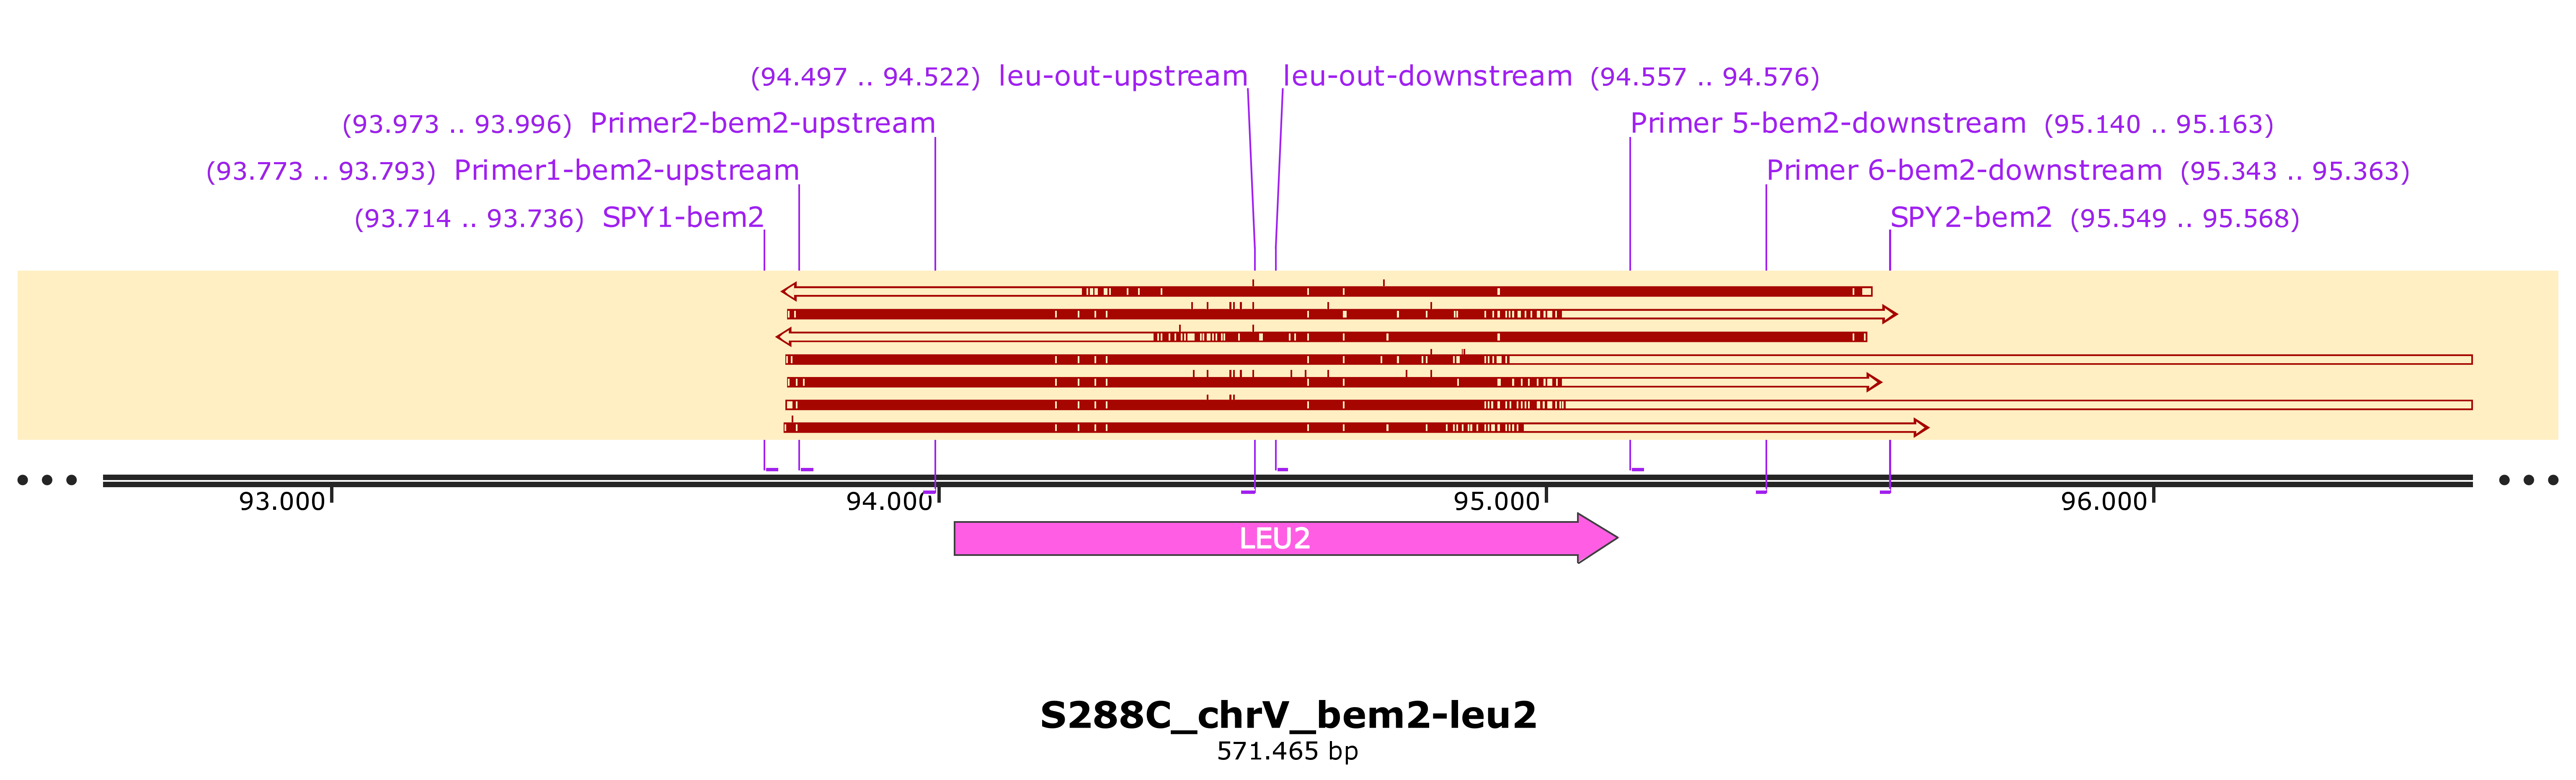 (94.497 .. 94.522) leu-out-upstream leu-out-downstream (94.557 .. 94.576)
(93.973 .. 93.996) Primer2-bem2-upstream Primer 5-bem2-downstream (95.140 .. 95.163)
(93.773 .. 93.793) Primer1-bem2-upstream Primer 6-bem2-downstream (95.343 .. 95.363)
(93.714 .. 93.736) SPY1-bem2 SPY2-bem2 (95.549 .. 95.568)
93.000 94.000 95.000 96.000
LEU2
S288C_chrV_bem2-leu2
571.465 bp